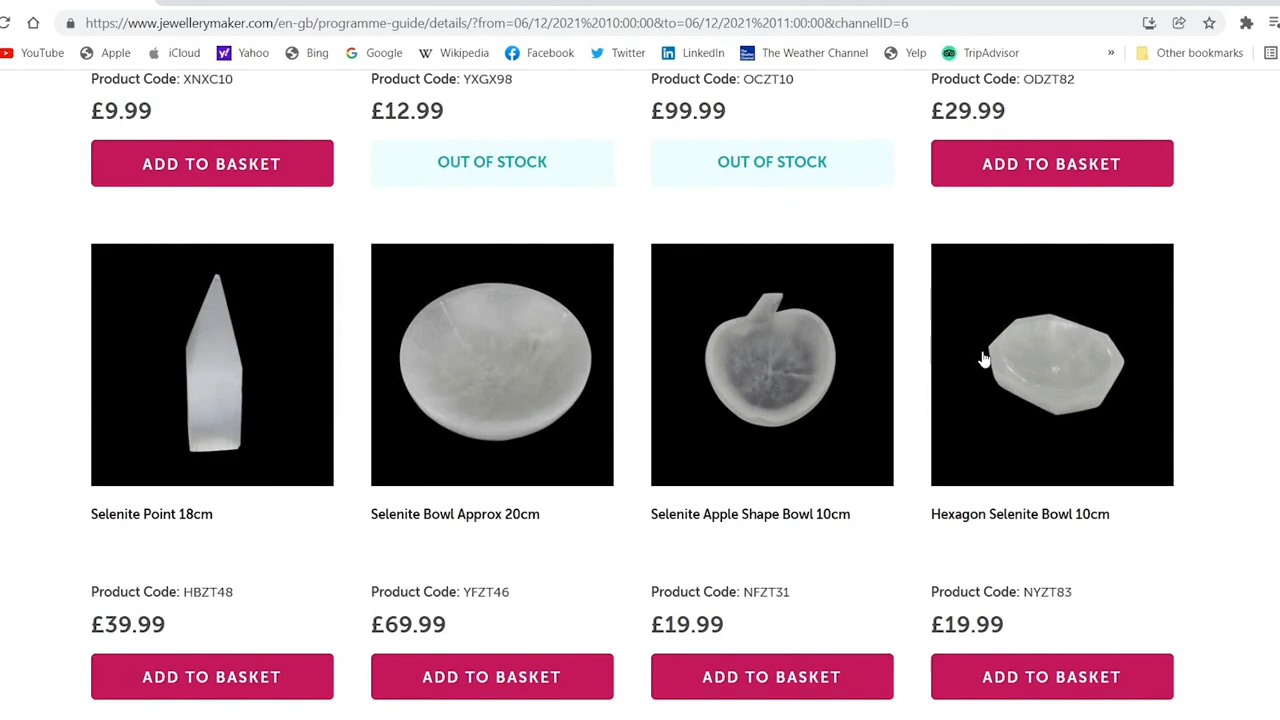 https://www.jewellerymaker.com/en-gb/programme-guide/details/?from=06/12/2021%2010:00:00&to=06/12/2021%2011:00:00&channelID=6
YouTube Apple iCloud Yahoo Bing Google Wikipedia Facebook Twitter LinkedIn The Weather Channel Yelp TripAdvisor » Other bookmarks
Product Code: XNXC10 Product Code: YXGX98 Product Code: OCZT10 Product Code: ODZT82
£9.99 £12.99 £99.99 £29.99
ADD TO BASKET OUT OF STOCK OUT OF STOCK ADD TO BASKET
Selenite Point 18cm Selenite Bowl Approx 20cm Selenite Apple Shape Bowl 10cm Hexagon Selenite Bowl 10cm
Product Code: HBZT48 Product Code: YFZT46 Product Code: NFZT31 Product Code: NYZT83
£39.99 £69.99 £19.99 £19.99
ADD TO BASKET ADD TO BASKET ADD TO BASKET ADD TO BASKET